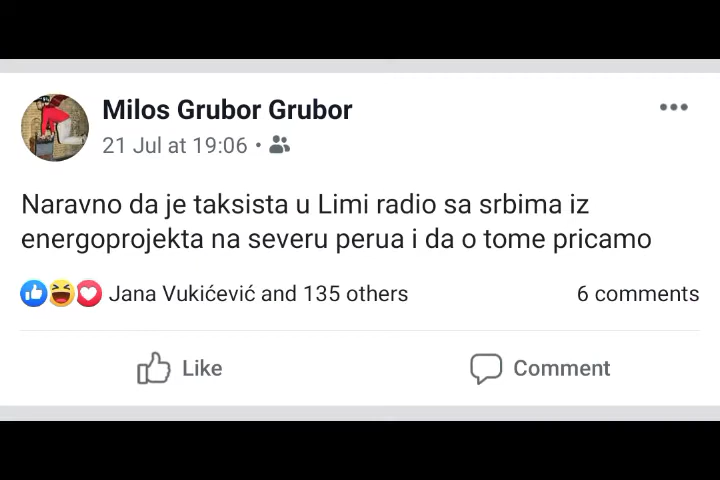 Milos Grubor Grubor
21 Jul at 19:06 •
Naravno da je taksista u Limi radio sa srbima iz
energoprojekta na severu perua i da o tome pricamo
Jana Vukićević and 135 others 6 comments
Like Comment